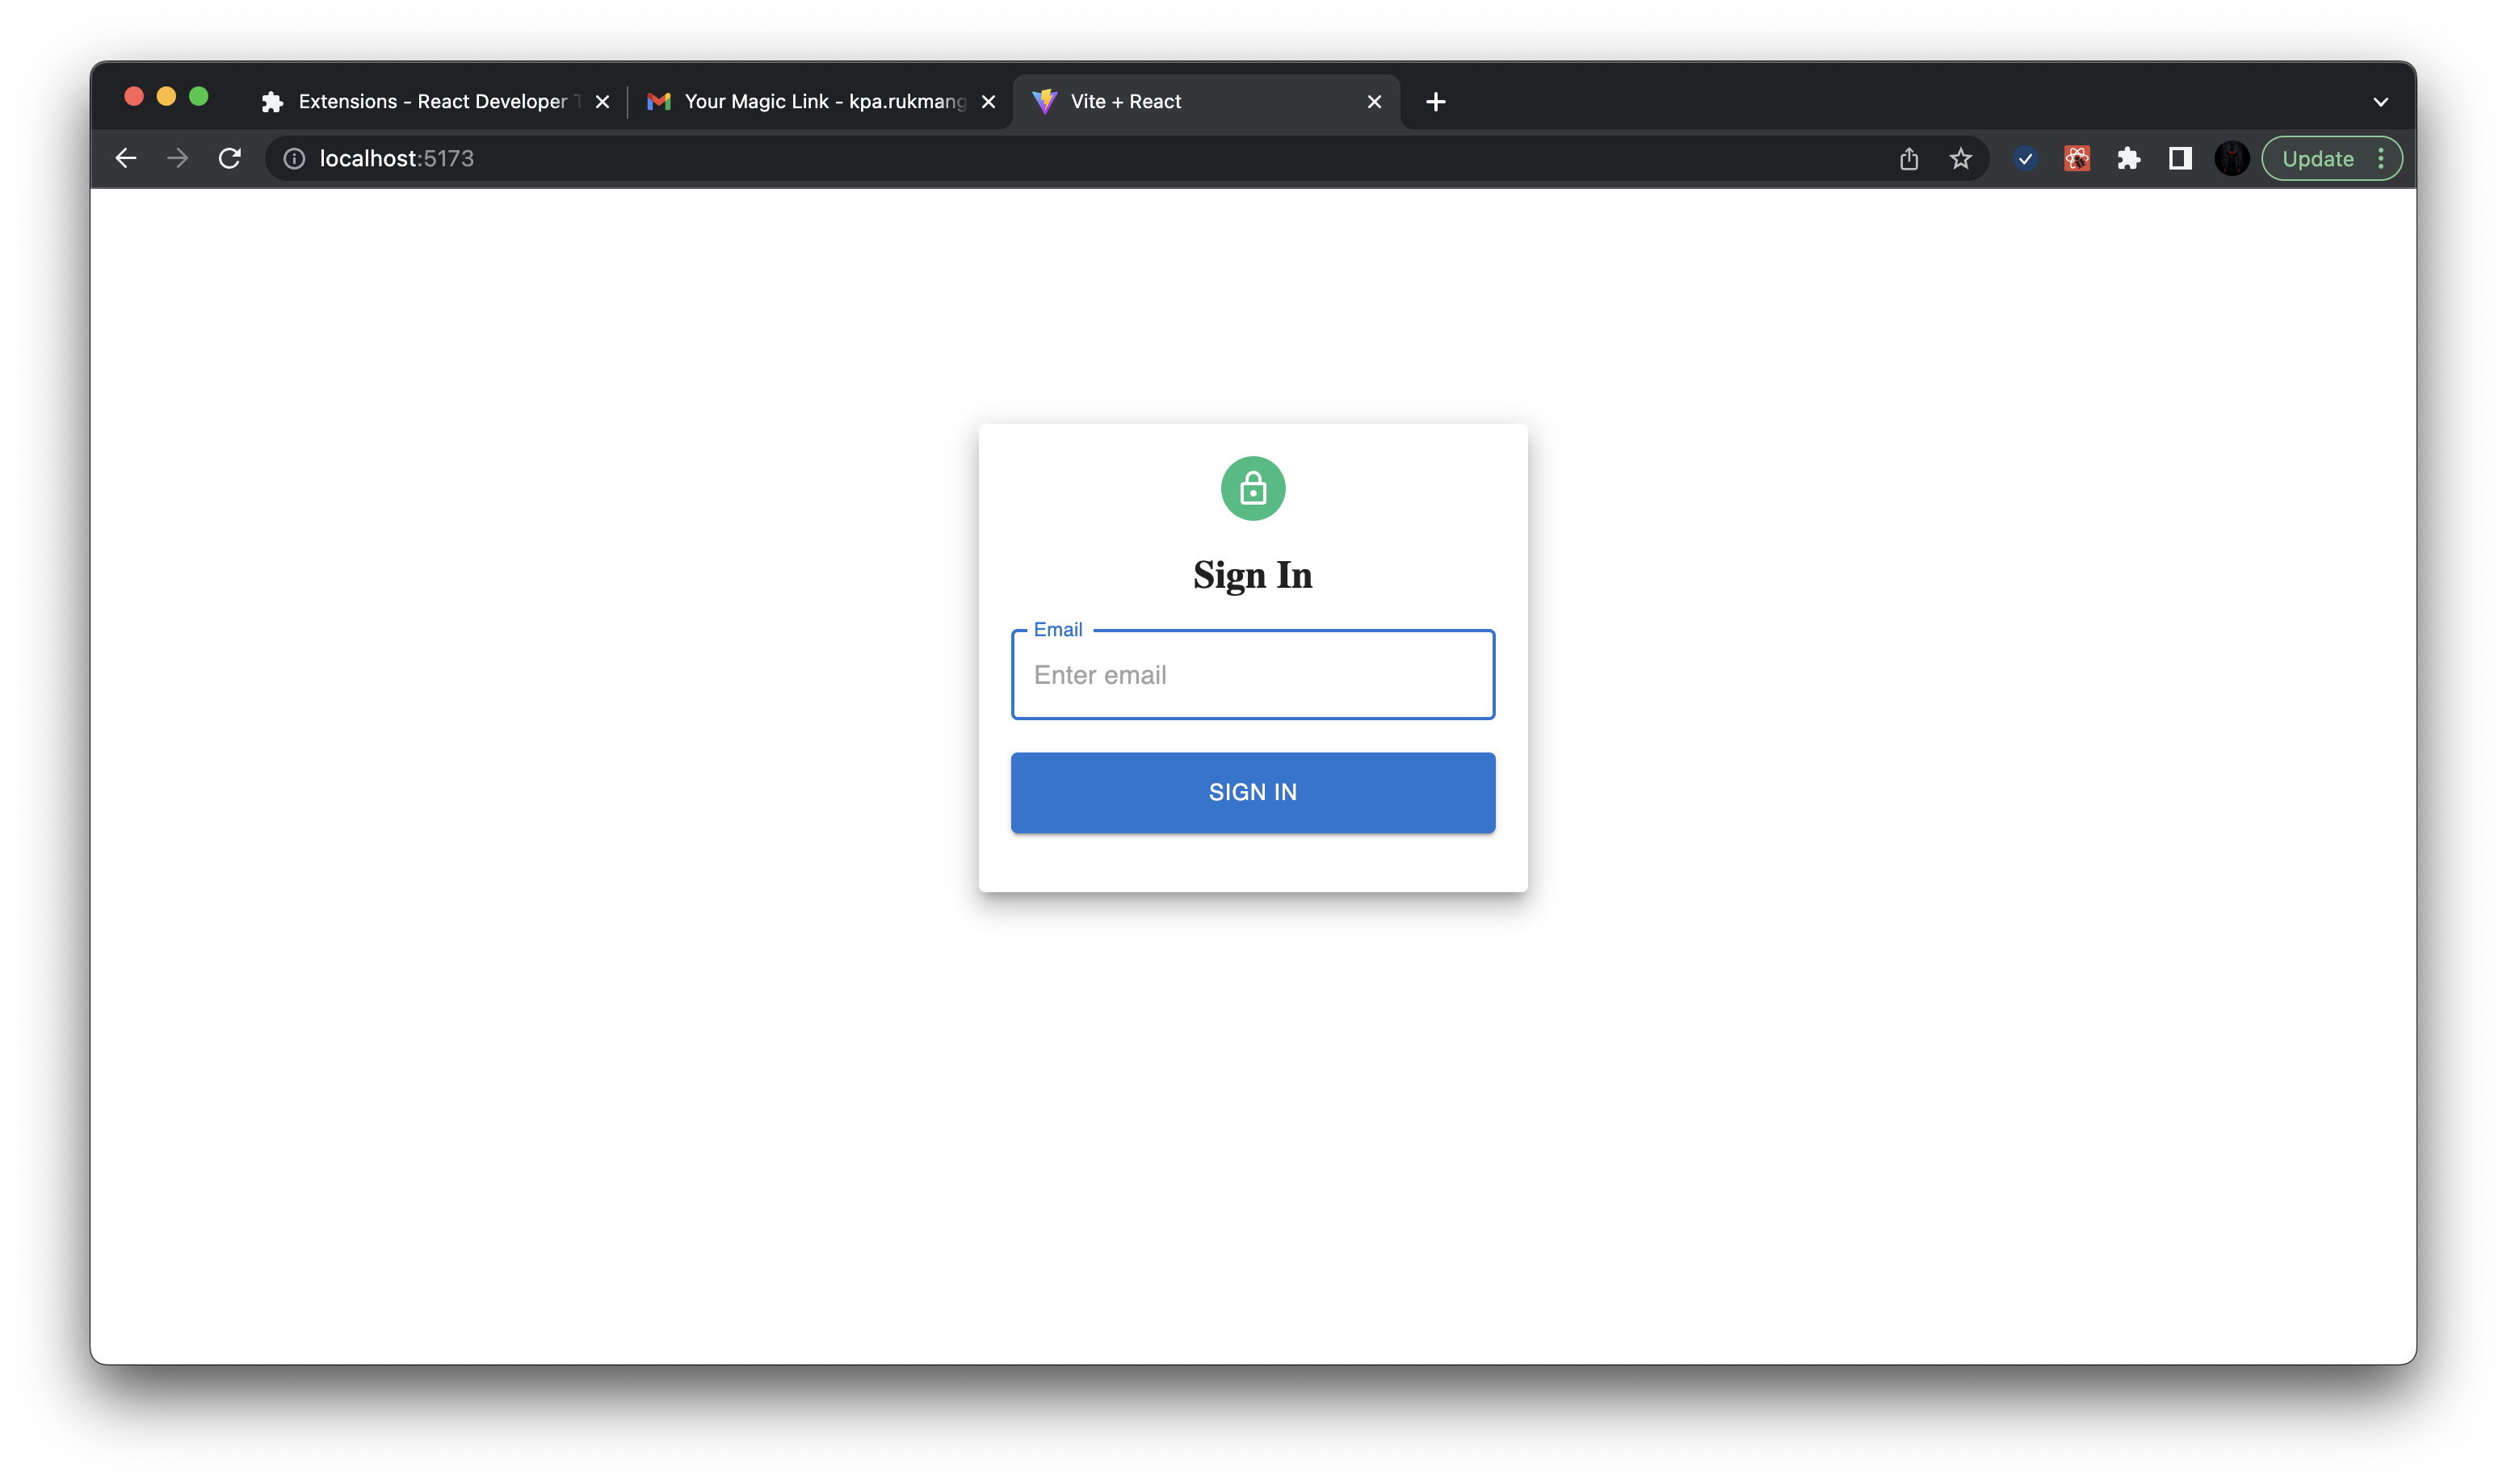 Extensions - React Developer
Your Magic Link - kpa.rukmang
Vite + React
localhost:5173
Update
Sign In
Email
Enter email
SIGN IN